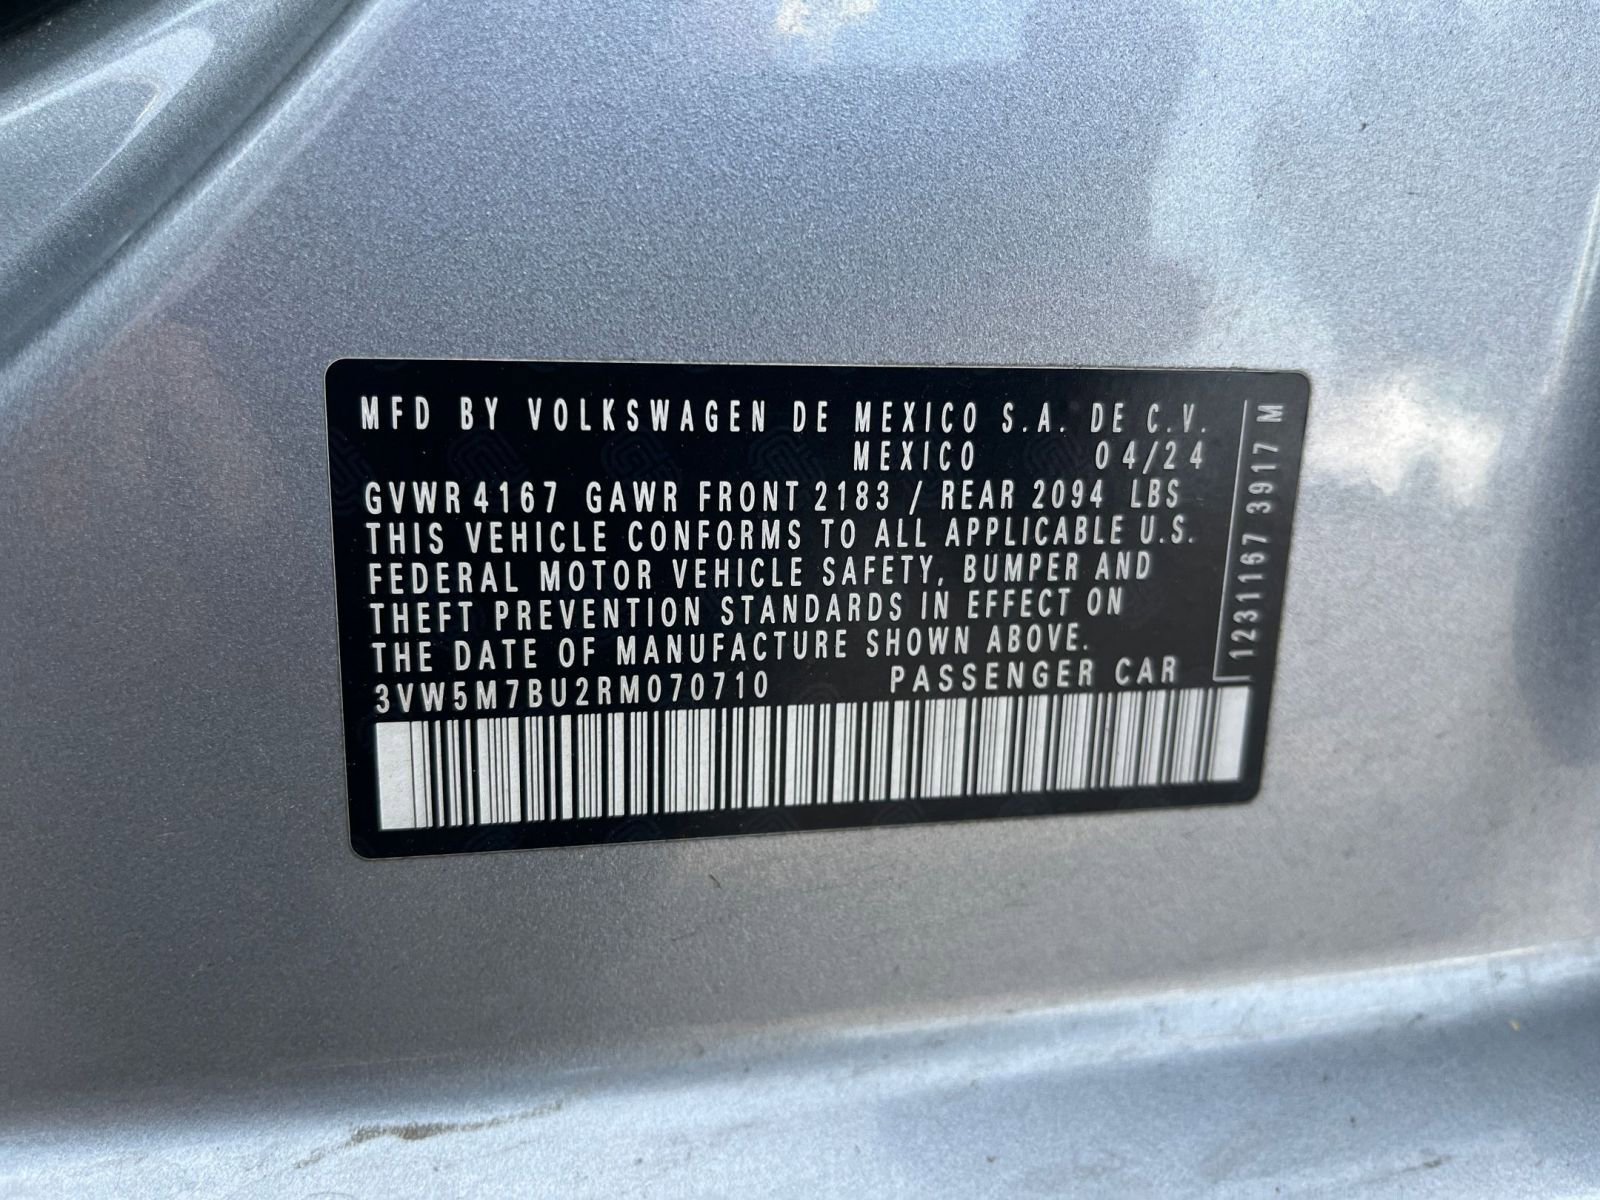 MFD BY VOLKSWAGEN DE MEXICO S.A. DE C.V.
MEXICO 04/24
GVWR 4167 GAWR FRONT 2183 / REAR 2094 LBS
THIS VEHICLE CONFORMS TO ALL APPLICABLE U.S.
FEDERAL MOTOR VEHICLE SAFETY, BUMPER AND
THEFT PREVENTION STANDARDS IN EFFECT ON
THE DATE OF MANUFACTURE SHOWN ABOVE.
3VW5M7BU2RM070710 PASSENGER CAR
1231167 3917 M